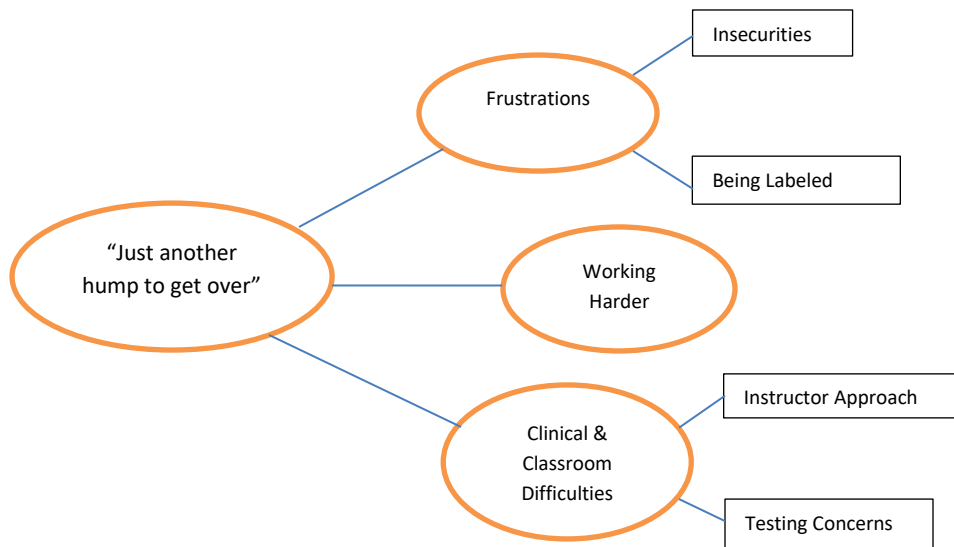 Insecurities
Frustrations
Being Labeled
“Just another
hump to get over”
Working
Harder
Instructor Approach
Clinical &
Classroom
Difficulties
Testing Concerns